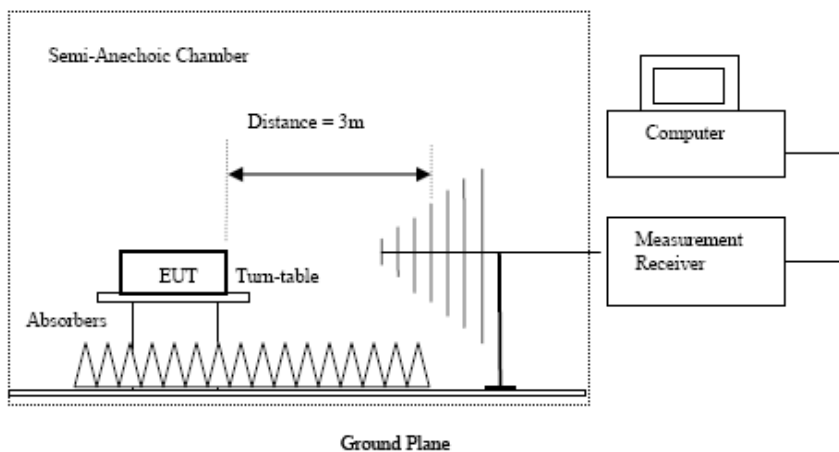 Semi-Anechoic Chamber
Distance = 3m
Computer
Measurement
Receiver
EUT
Turn-table
Absorbers
Ground Plane